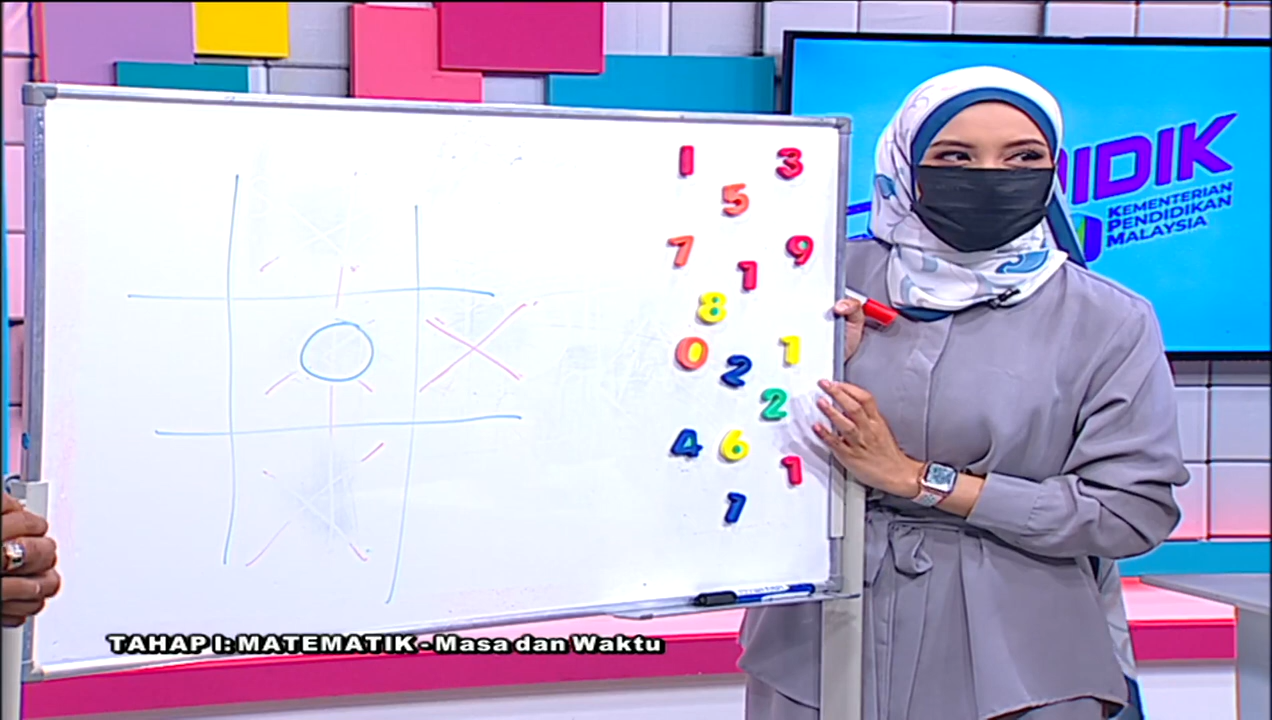 1 3
5
7 9
1
8
0 2 1
2
4 6 1
1
DIDIK
KEMENTERIAN
PENDIDIKAN
MALAYSIA
TAHAP I: MATEMATIK - Masa dan Waktu